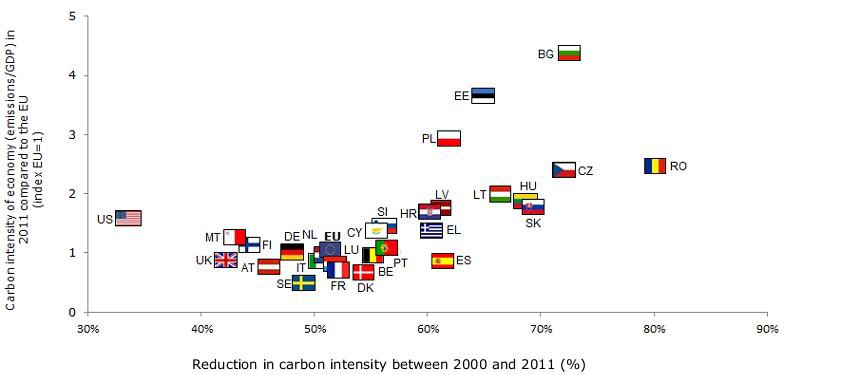 Carbon intensity of economy (emissions/GDP) in
2011 compared to the EU
(index EU=1)
5
4
3
2
1
0
BG
EE
PL
CZ
RO
US
LV
LT
HU
SK
HR
EL
SI
CY
MT
FI
DE
NL
EU
LU
PT
UK
AT
IT
BE
ES
SE
FR
DK
30%
40%
50%
60%
70%
80%
90%
Reduction in carbon intensity between 2000 and 2011 (%)